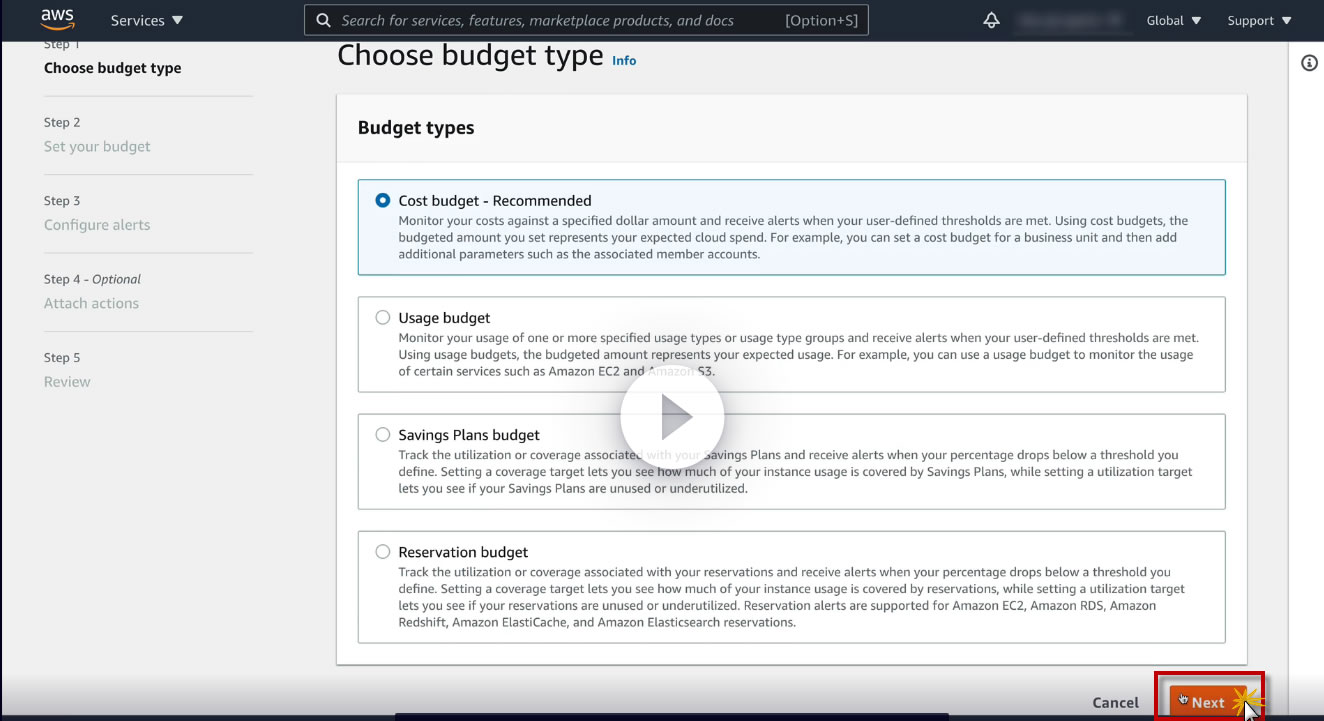 aws
Services
Search for services, features, marketplace products, and docs
[Option+S]
Global
Support
Step 1
Choose budget type
Step 2
Set your budget
Step 3
Configure alerts
Step 4 - Optional
Attach actions
Step 5
Review
Choose budget type Info
Budget types
Cost budget - Recommended
Monitor your costs against a specified dollar amount and receive alerts when your user-defined thresholds are met. Using cost budgets, the
budgeted amount you set represents your expected cloud spend. For example, you can set a cost budget for a business unit and then add
additional parameters such as the associated member accounts.
Usage budget
Monitor your usage of one or more specified usage types or usage type groups and receive alerts when your user-defined thresholds are met.
Using usage budgets, the budgeted amount represents your expected usage. For example, you can use a usage budget to monitor the usage
of certain services such as Amazon EC2 and Amazon S3.
Savings Plans budget
Track the utilization or coverage associated with your Savings Plans and receive alerts when your percentage drops below a threshold you
define. Setting a coverage target lets you see how much of your instance usage is covered by Savings Plans, while setting a utilization target
lets you see if your Savings Plans are unused or underutilized.
Reservation budget
Track the utilization or coverage associated with your reservations and receive alerts when your percentage drops below a threshold you
define. Setting a coverage target lets you see how much of your instance usage is covered by reservations, while setting a utilization target
lets you see if your reservations are unused or underutilized. Reservation alerts are supported for Amazon EC2, Amazon RDS, Amazon
Redshift, Amazon ElastiCache, and Amazon Elasticsearch reservations.
Cancel
Next